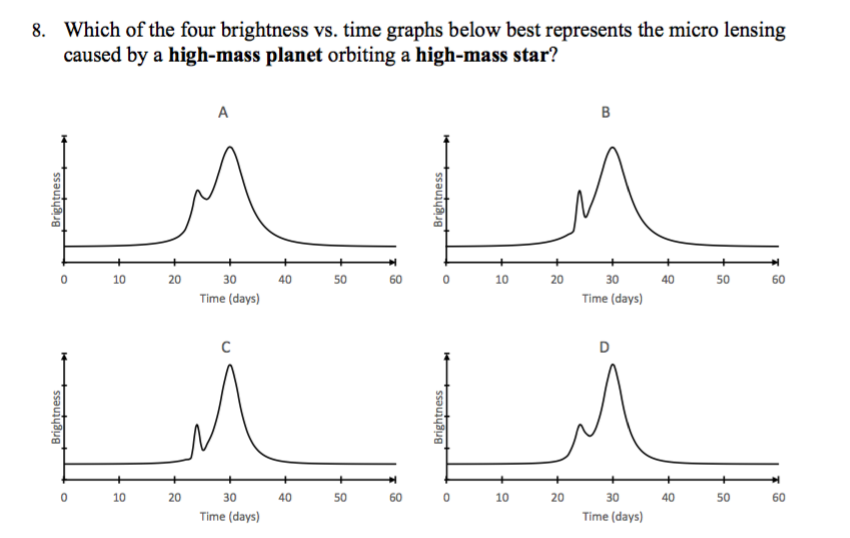 8. Which of the four brightness vs. time graphs below best represents the micro lensing
caused by a high-mass planet orbiting a high-mass star?
A
Brightness
0 10 20 30 40 50 60
Time (days)
B
Brightness
0 10 20 30 40 50 60
Time (days)
C
Brightness
0 10 20 30 40 50 60
Time (days)
D
Brightness
0 10 20 30 40 50 60
Time (days)